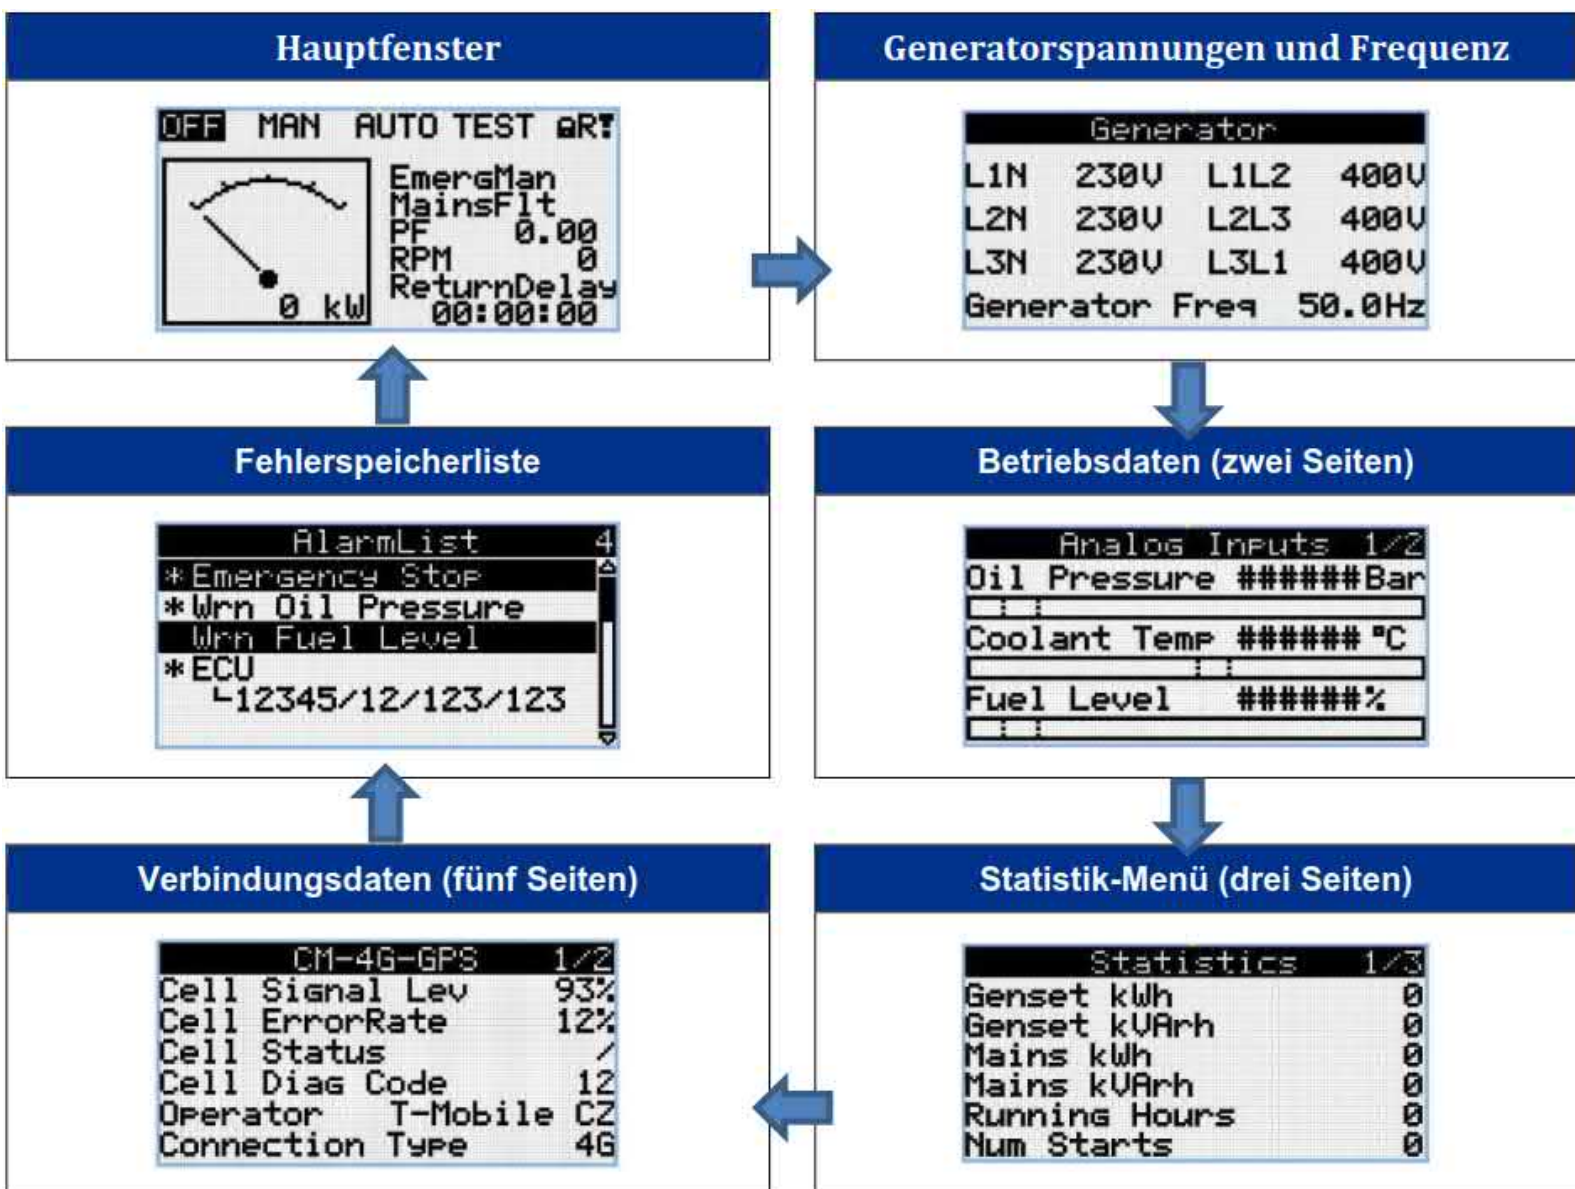 Hauptfenster
OFF MAN AUTO TEST R!
EmergMan
MainsFlt
PF 0.00
RPM 0
ReturnDelay
00:00:00
0 kW
Generatorspannungen und Frequenz
Generator
L1N 230V L1L2 400V
L2N 230V L2L3 400V
L3N 230V L3L1 400V
Generator Freq 50.0Hz
Fehlerspeicherliste
AlarmList 4
*Emergency Stop
*Wrn Oil Pressure
Wrn Fuel Level
*ECU
└12345/12/123/123
Betriebsdaten (zwei Seiten)
Analog Inputs 1/2
Oil Pressure ######Bar
Coolant Temp ###### °C
Fuel Level ######%
Verbindungsdaten (fünf Seiten)
CM-4G-GPS 1/2
Cell Signal Lev 93%
Cell ErrorRate 12%
Cell Status /
Cell Diag Code 12
Operator T-Mobile CZ
Connection Type 4G
Statistik-Menü (drei Seiten)
Statistics 1/3
Genset kWh 0
Genset kVArh 0
Mains kWh 0
Mains kVArh 0
Running Hours 0
Num Starts 0